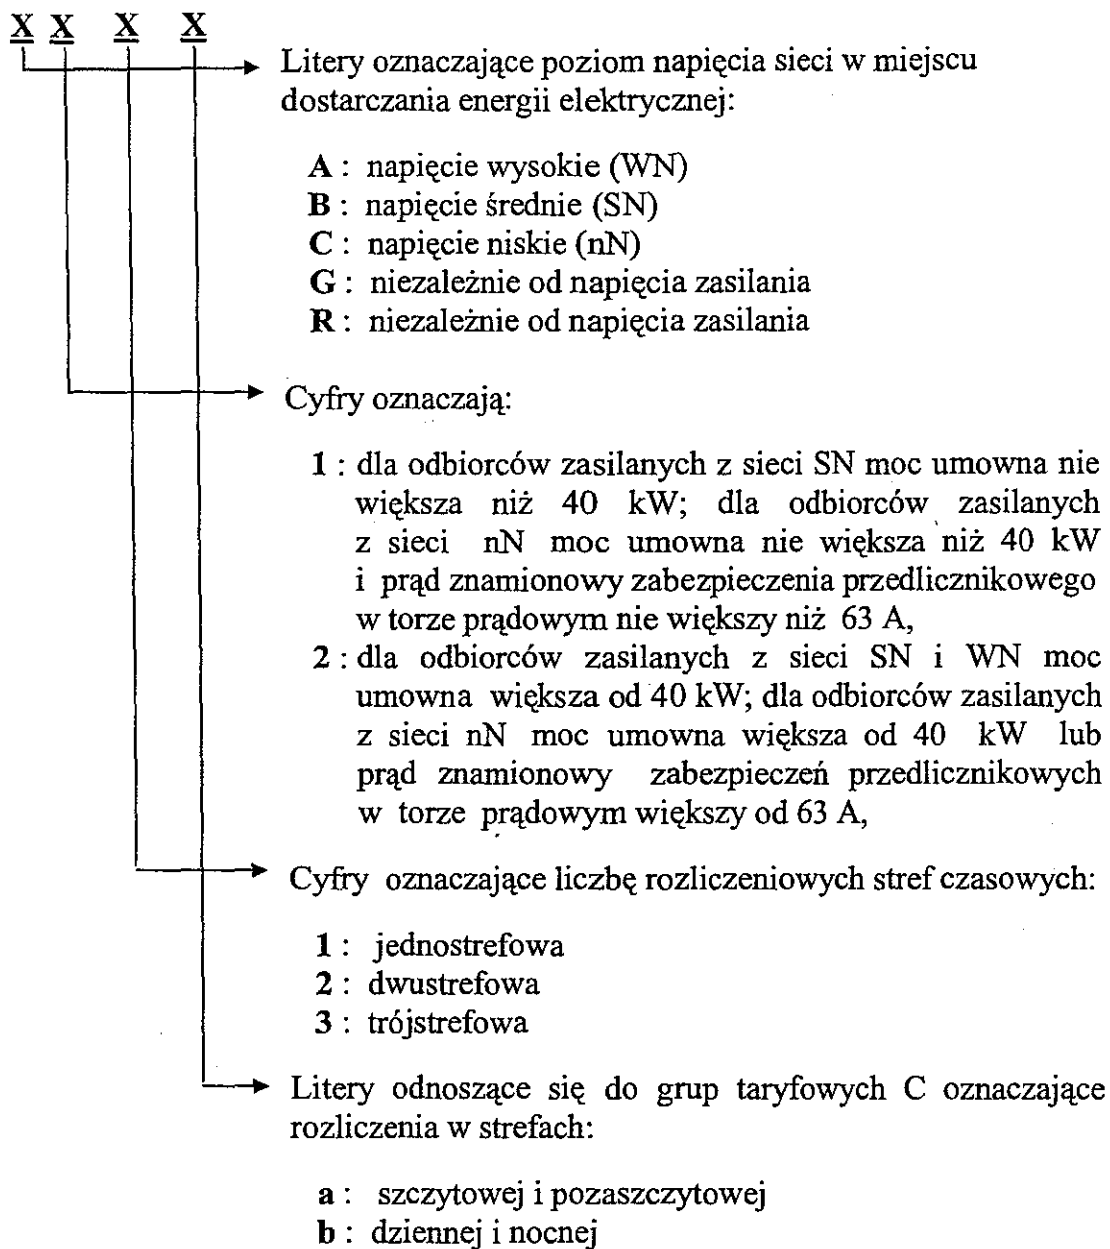 X X X X
Litery oznaczające poziom napięcia sieci w miejscu
dostarczania energii elektrycznej:
A : napięcie wysokie (WN)
B : napięcie średnie (SN)
C : napięcie niskie (nN)
G : niezależnie od napięcia zasilania
R : niezależnie od napięcia zasilania
Cyfry oznaczają:
1 : dla odbiorców zasilanych z sieci SN moc umowna nie
większa niż 40 kW; dla odbiorców zasilanych
z sieci nN moc umowna nie większa niż 40 kW
i prąd znamionowy zabezpieczenia przedlicznikowego
w torze prądowym nie większy niż 63 A,
2 : dla odbiorców zasilanych z sieci SN i WN moc
umowna większa od 40 kW; dla odbiorców zasilanych
z sieci nN moc umowna większa od 40 kW lub
prąd znamionowy zabezpieczeń przedlicznikowych
w torze prądowym większy od 63 A,
Cyfry oznaczające liczbę rozliczeniowych stref czasowych:
1 : jednostrefowa
2 : dwustrefowa
3 : trójstrefowa
Litery odnoszące się do grup taryfowych C oznaczające
rozliczenia w strefach:
a : szczytowej i pozaszczytowej
b : dziennej i nocnej